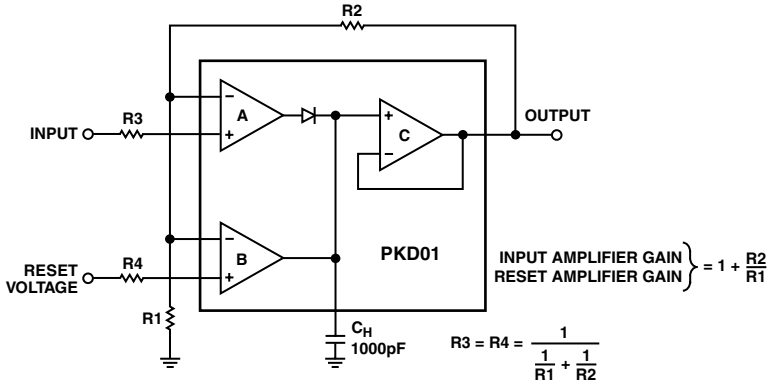 R2
A
−
+
R3
INPUT
+
−
C
OUTPUT
−
+
B
R4
RESET
VOLTAGE
PKD01
R1
CH
1000pF
INPUT AMPLIFIER GAIN
RESET AMPLIFIER GAIN
= 1 + R2
R1
R3 = R4 = 1
1 + 1
R1 R2